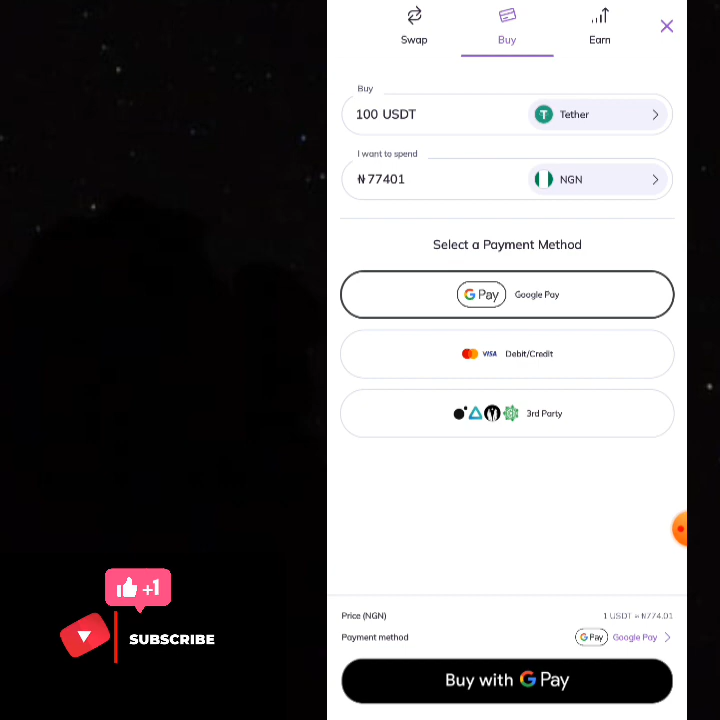 Swap
Buy
Earn
Buy
100 USDT
Tether
I want to spend
₦ 77401
NGN
Select a Payment Method
G Pay Google Pay
VISA Debit/Credit
3rd Party
Price (NGN)
1 USDT ≈ ₦774.01
Payment method
G Pay Google Pay
Buy with G Pay
+1
SUBSCRIBE